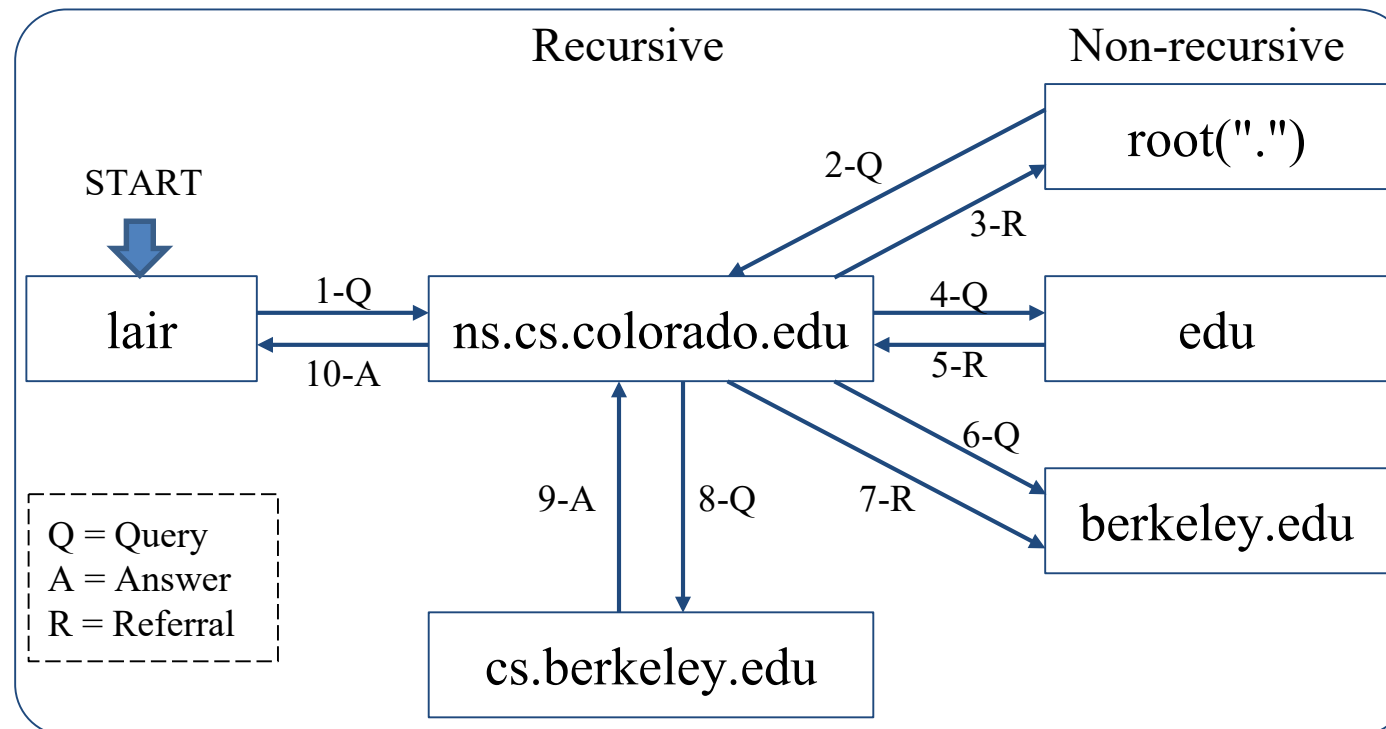 Recursive
Non-recursive
root(".")
2-Q
START
3-R
1-Q
4-Q
lair
ns.cs.colorado.edu
edu
10-A
5-R
6-Q
9-A
8-Q
7-R
berkeley.edu
Q = Query
A = Answer
R = Referral
cs.berkeley.edu